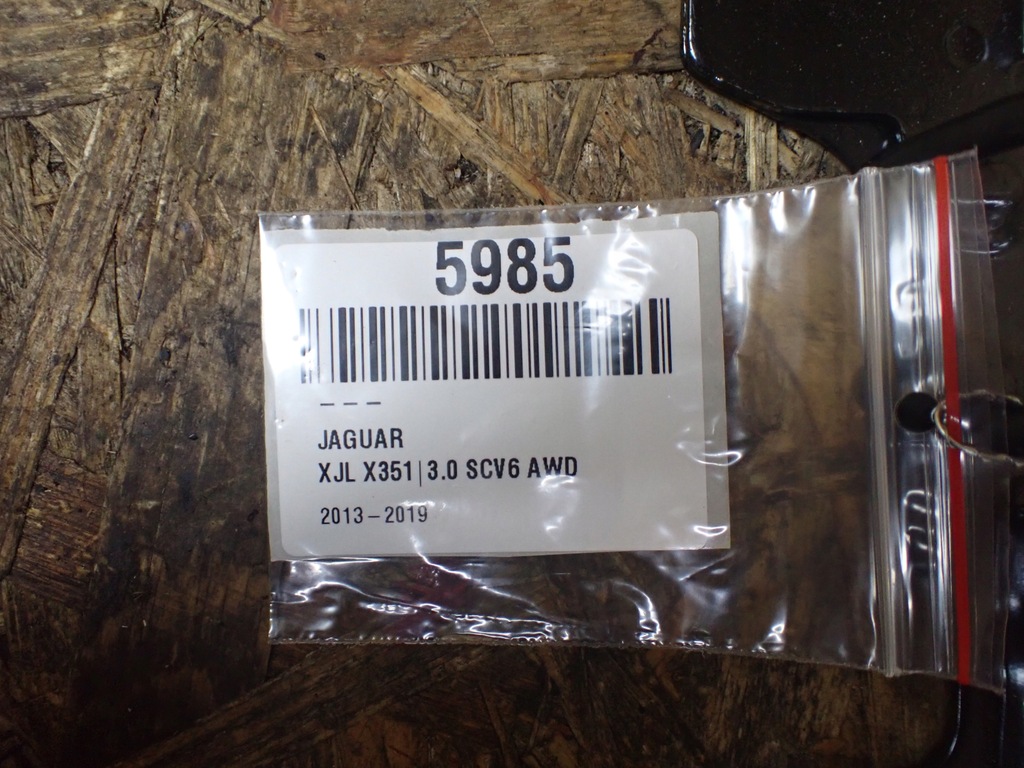 5985
– – –
JAGUAR
XJL X351|3.0 SCV6 AWD
2013–2019